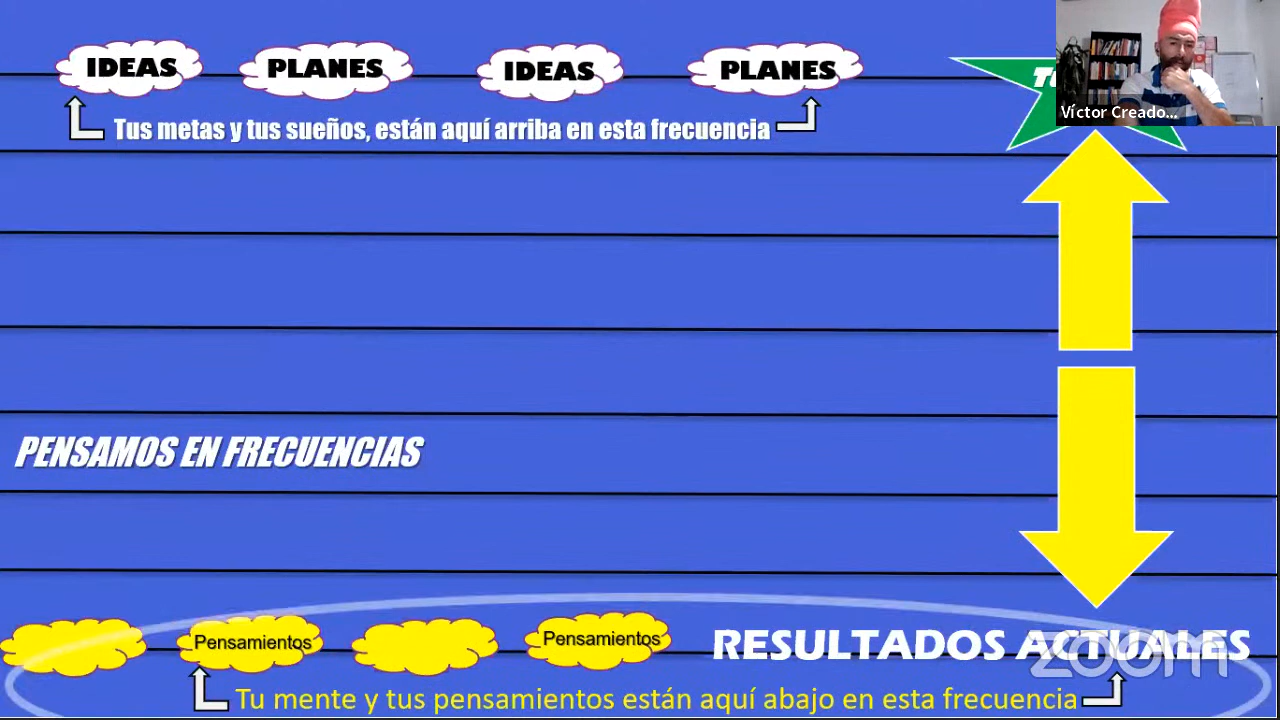 IDEAS PLANES IDEAS PLANES
Tus metas y tus sueños, están aquí arriba en esta frecuencia
Víctor Creado...
PENSAMOS EN FRECUENCIAS
Pensamientos Pensamientos
RESULTADOS ACTUALES
zoom
Tu mente y tus pensamientos están aquí abajo en esta frecuencia